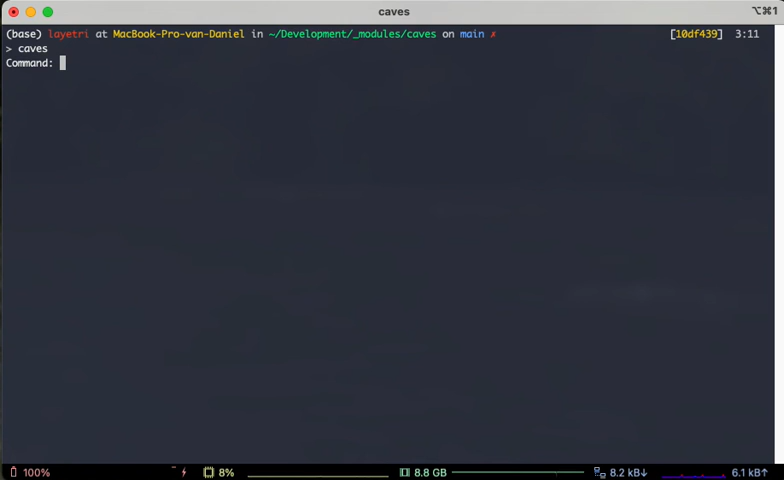 caves
⌥⌘1
(base) layetri at MacBook-Pro-van-Daniel in ~/Development/_modules/caves on main ✗ [10df439] 3:11
> caves
Command:
100% 8% 8.8 GB 8.2 kB↓ 6.1 kB↑